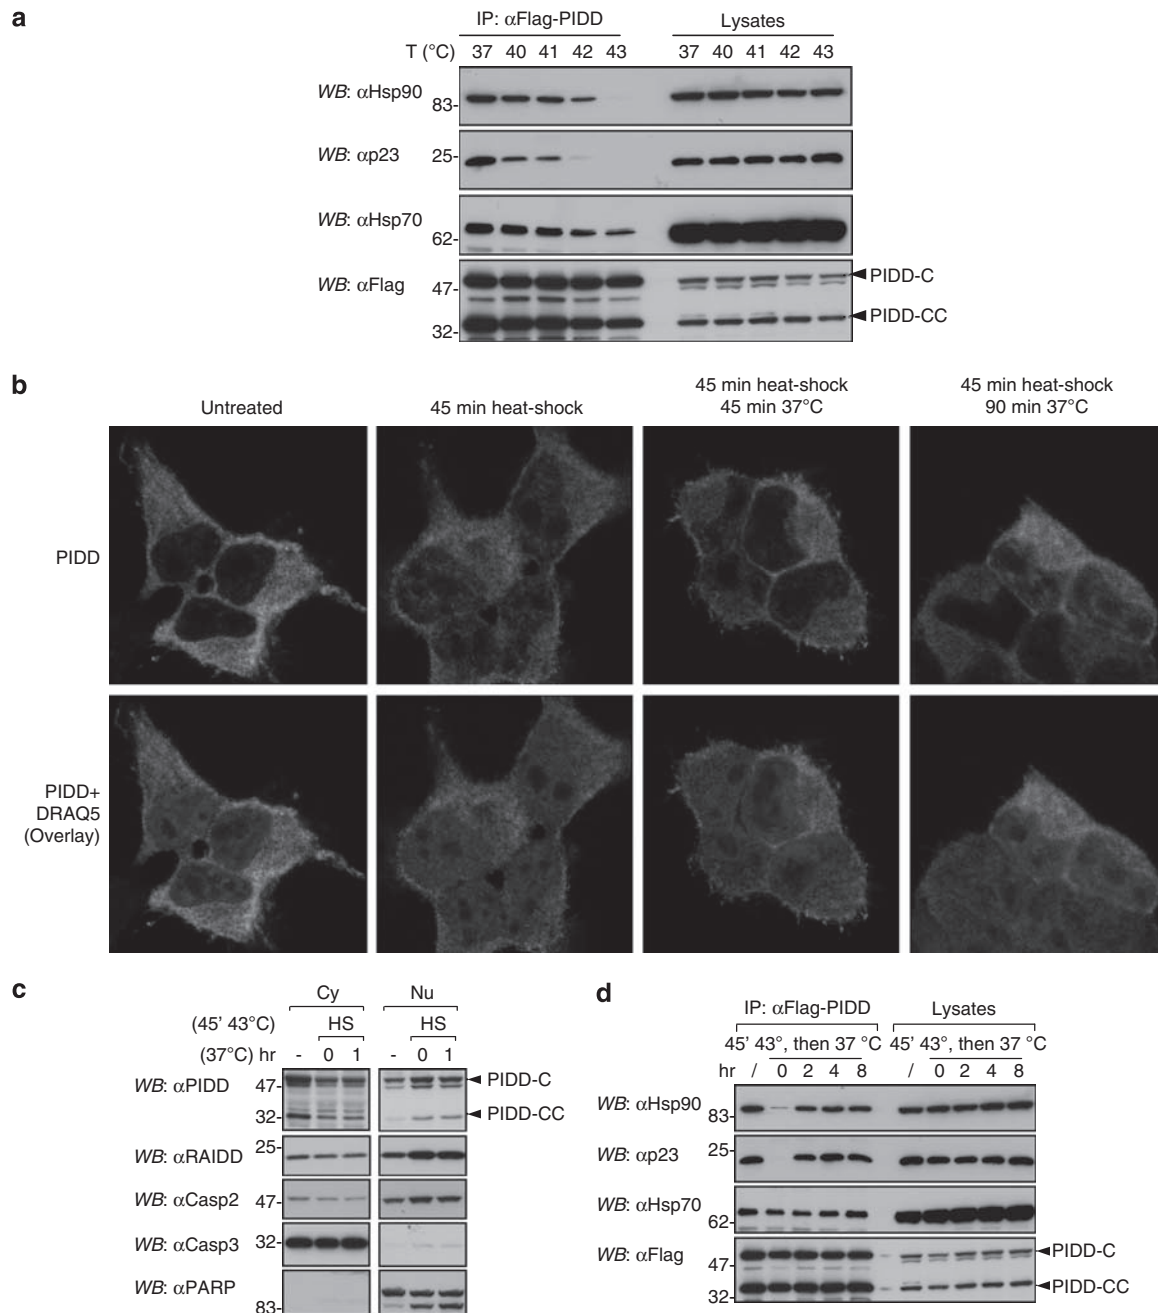 a
IP: αFlag-PIDD Lysates
T (°C) 37 40 41 42 43 37 40 41 42 43
WB: αHsp90 83-
WB: αp23 25-
WB: αHsp70 62-
WB: αFlag 47- PIDD-C
32- PIDD-CC
b
Untreated
45 min heat-shock
45 min heat-shock
45 min 37°C
45 min heat-shock
90 min 37°C
PIDD
PIDD+
DRAQ5
(Overlay)
c
Cy Nu
(45' 43°C) HS HS
(37°C) hr - 0 1 - 0 1
WB: αPIDD 47- PIDD-C
32- PIDD-CC
WB: αRAIDD 25-
WB: αCasp2 47-
WB: αCasp3 32-
WB: αPARP
83-
d
IP: αFlag-PIDD Lysates
45' 43°, then 37 °C 45' 43°, then 37 °C
hr / 0 2 4 8 / 0 2 4 8
WB: αHsp90 83-
WB: αp23 25-
WB: αHsp70 62-
WB: αFlag 47- PIDD-C
32- PIDD-CC